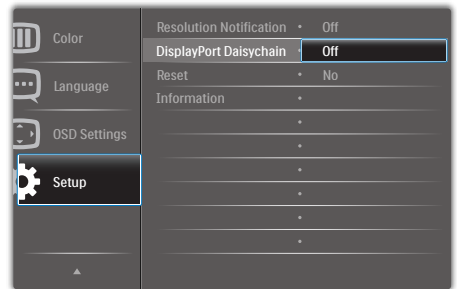 Color
Language
OSD Settings
Setup
Resolution Notification • Off
DisplayPort Daisychain • Off
Reset • No
Information •
•
•
•
•
•
•